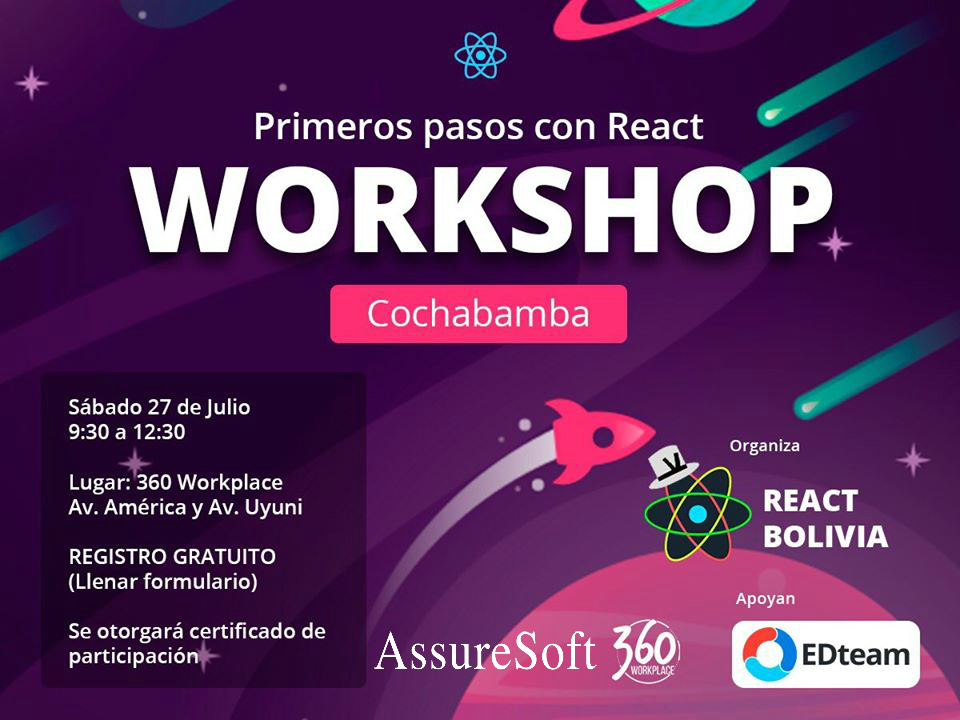 Primeros pasos con React
WORKSHOP
Cochabamba
Sábado 27 de Julio
9:30 a 12:30
Lugar: 360 Workplace
Av. América y Av. Uyuni
REGISTRO GRATUITO
(Llenar formulario)
Se otorgará certificado de
participación
Organiza
REACT
BOLIVIA
Apoyan
AssureSoft
360
WORKPLACE
EDteam